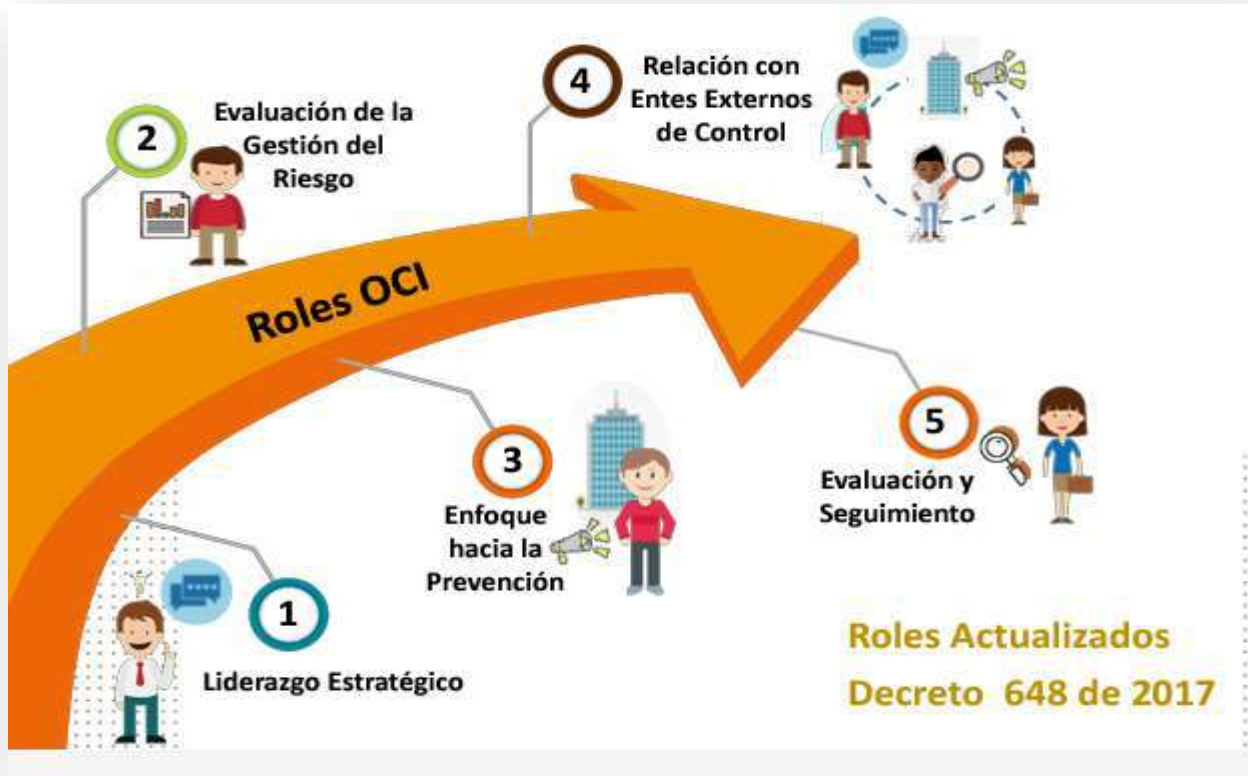 4
Relación con
Entes Externos
de Control
2
Evaluación de la
Gestión del
Riesgo
Roles OCI
3
Enfoque
hacia la
Prevención
5
Evaluación y
Seguimiento
1
Liderazgo Estratégico
Roles Actualizados
Decreto 648 de 2017